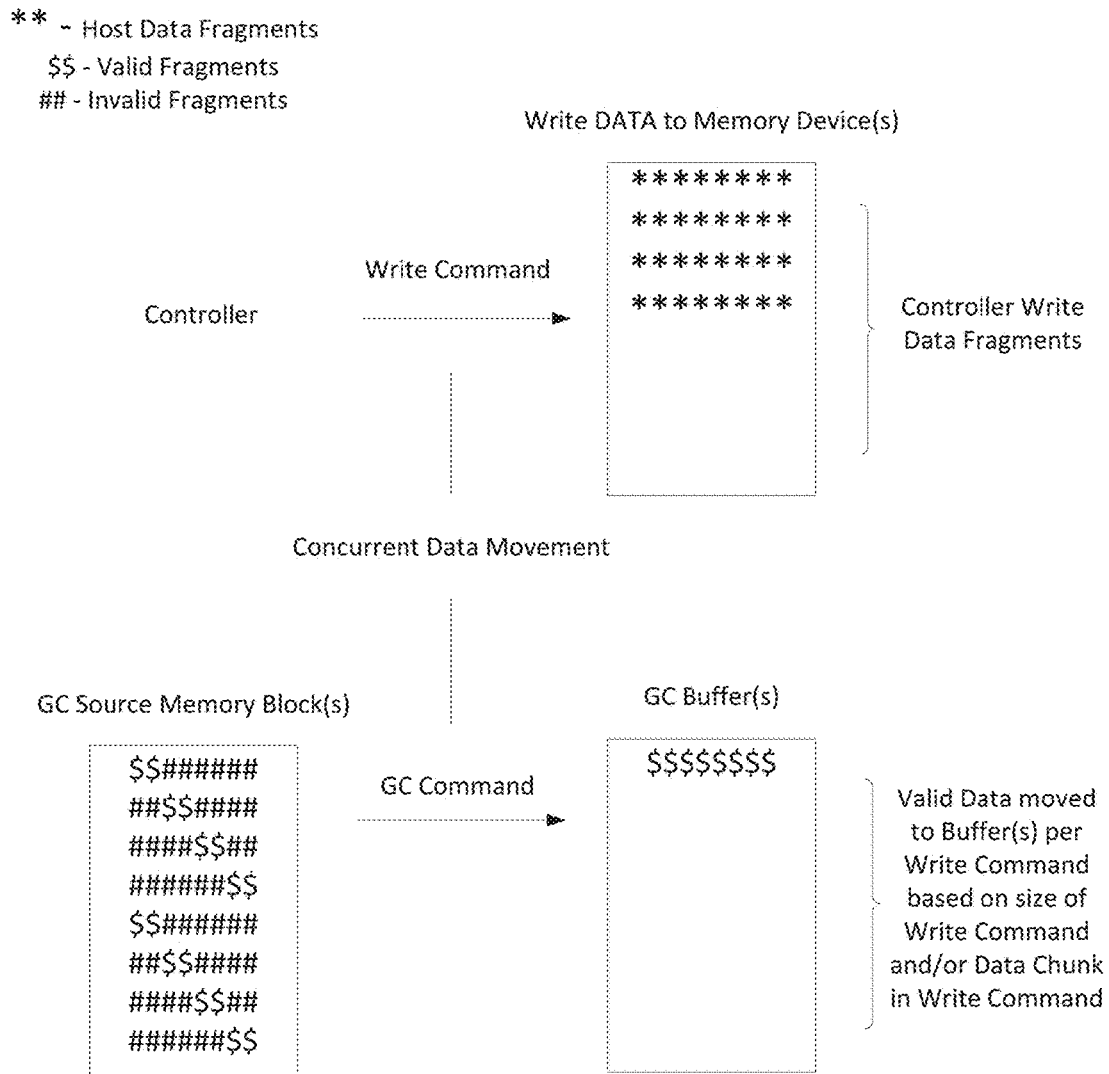 ** ~ Host Data Fragments
$$ - Valid Fragments
## - Invalid Fragments
Write DATA to Memory Device(s)
********
********
********
********
Write Command
Controller
Controller Write
Data Fragments
Concurrent Data Movement
GC Source Memory Block(s)
GC Buffer(s)
$$######
##$$####
####$$##
######$$
$$######
##$$####
####$$##
######$$
GC Command
$$$$$$$$
Valid Data moved
to Buffer(s) per
Write Command
based on size of
Write Command
and/or Data Chunk
in Write Command